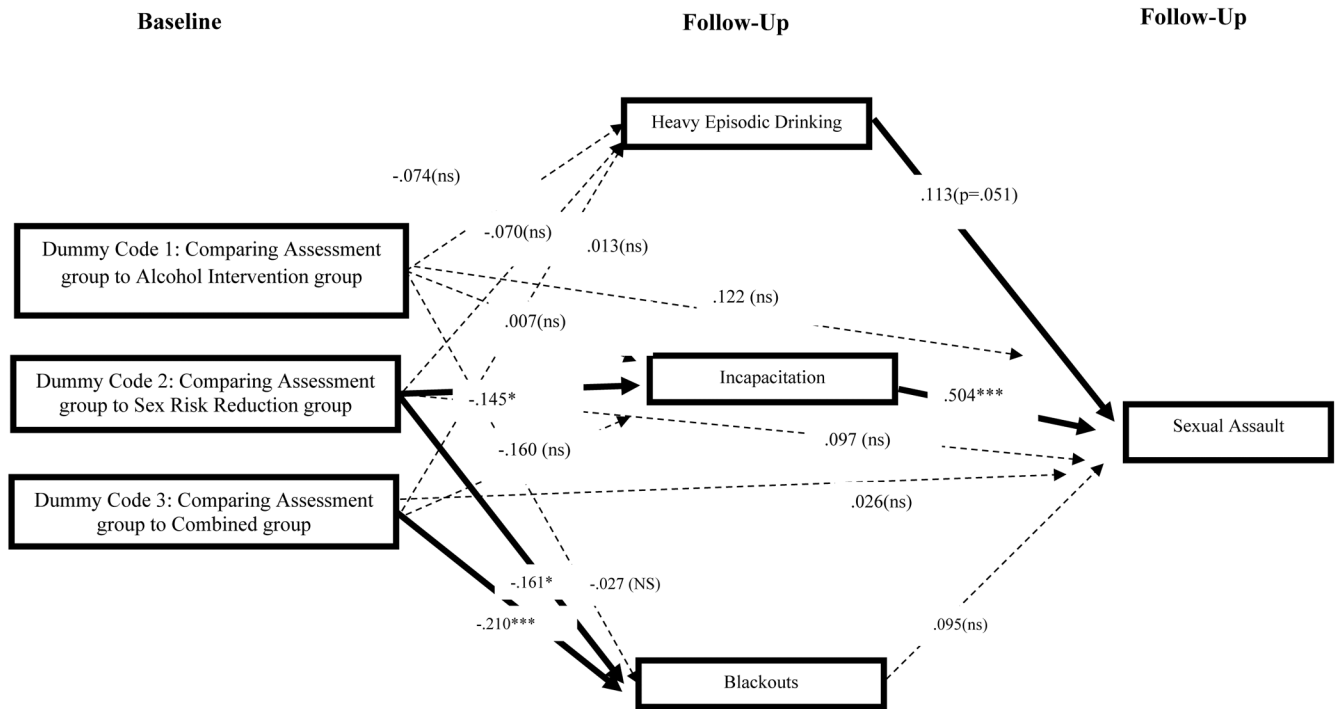 Baseline
Follow-Up
Follow-Up
Heavy Episodic Drinking
-.074(ns)
.113(p=.051)
-.070(ns)
.013(ns)
Dummy Code 1: Comparing Assessment
group to Alcohol Intervention group
.122 (ns)
.007(ns)
Dummy Code 2: Comparing Assessment
group to Sex Risk Reduction group
Incapacitation
-.145*
.504***
Sexual Assault
.097 (ns)
-.160 (ns)
Dummy Code 3: Comparing Assessment
group to Combined group
.026(ns)
-.161*
-.027 (NS)
-.210***
.095(ns)
Blackouts